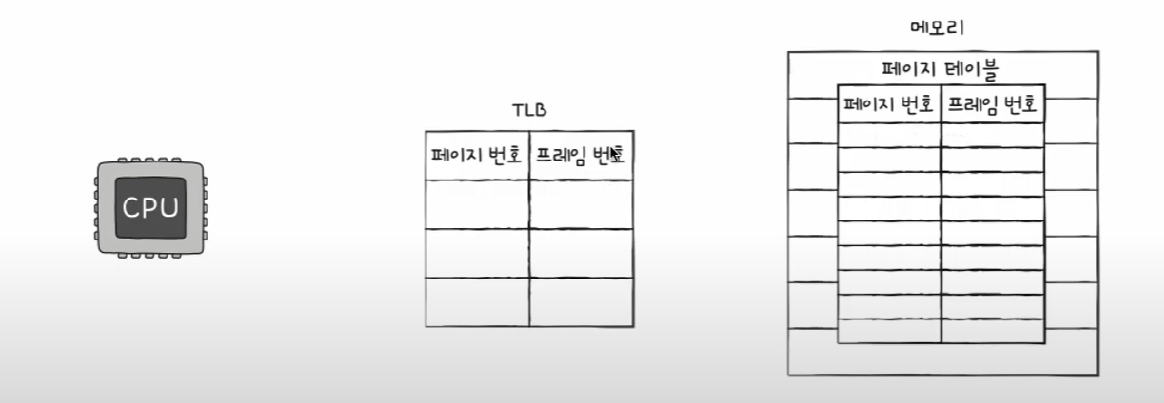 메모리
페이지 테이블
페이지 번호 프레임 번호
TLB
페이지 번호 프레임 번호
CPU